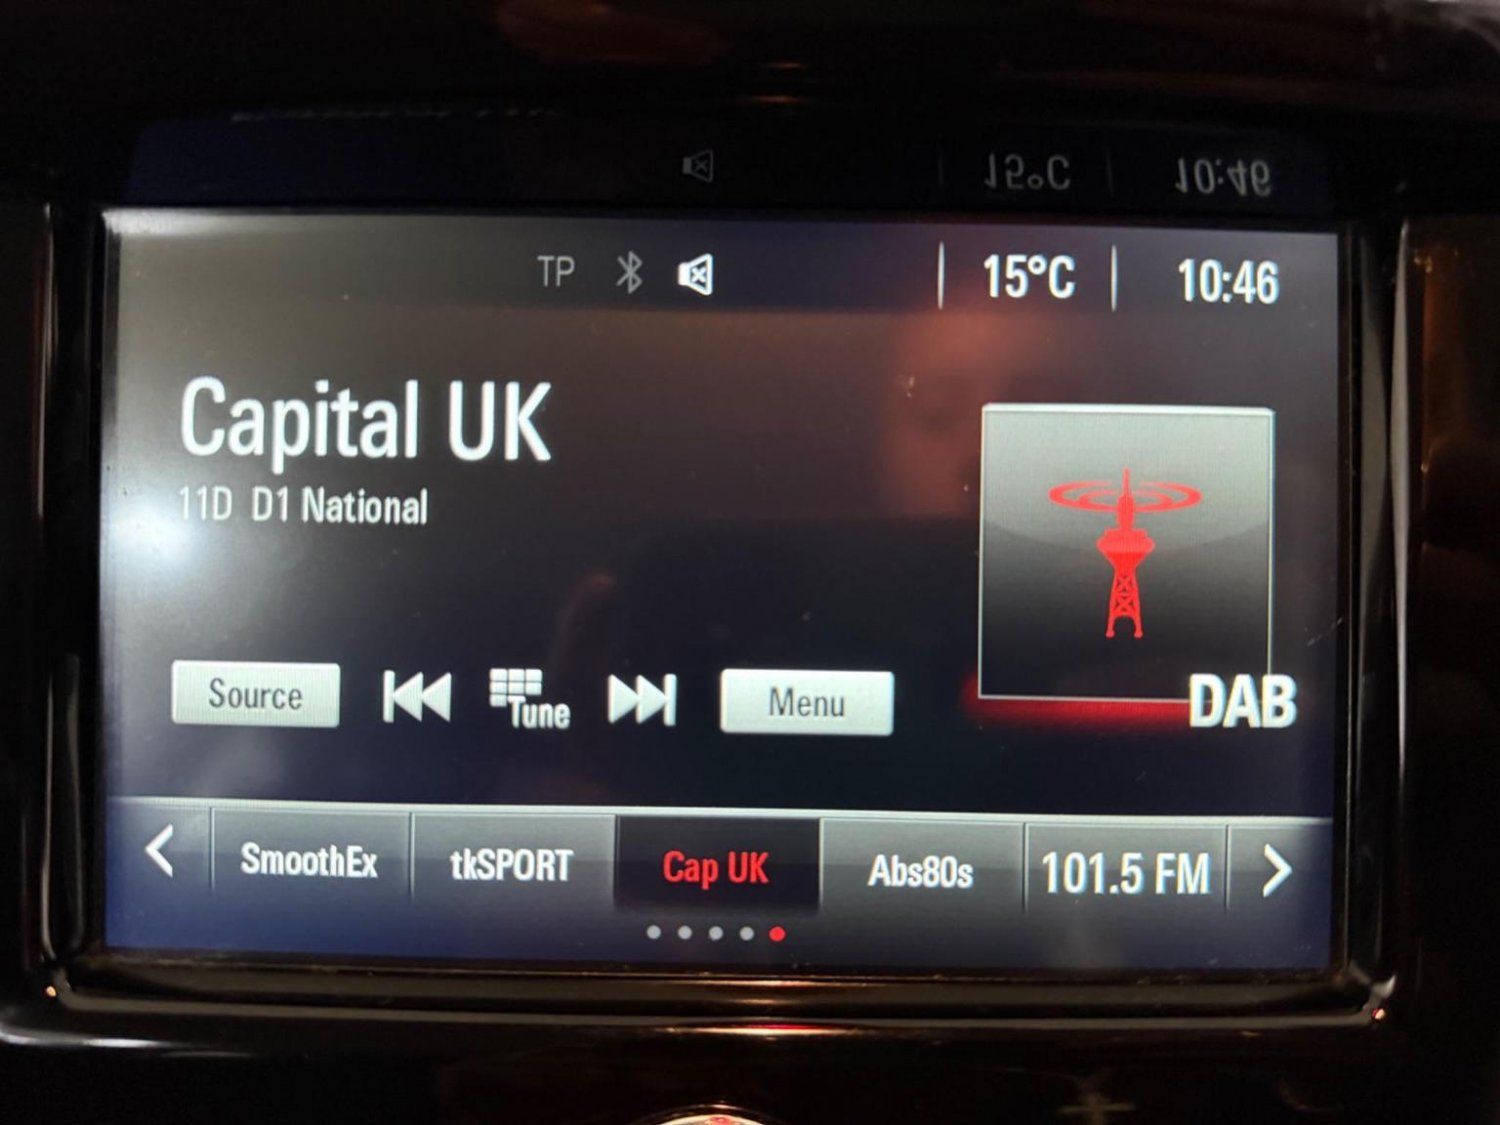 TP 15°C 10:46
Capital UK
11D D1 National
Source Tune Menu
DAB
SmoothEx tkSPORT Cap UK Abs80s 101.5 FM